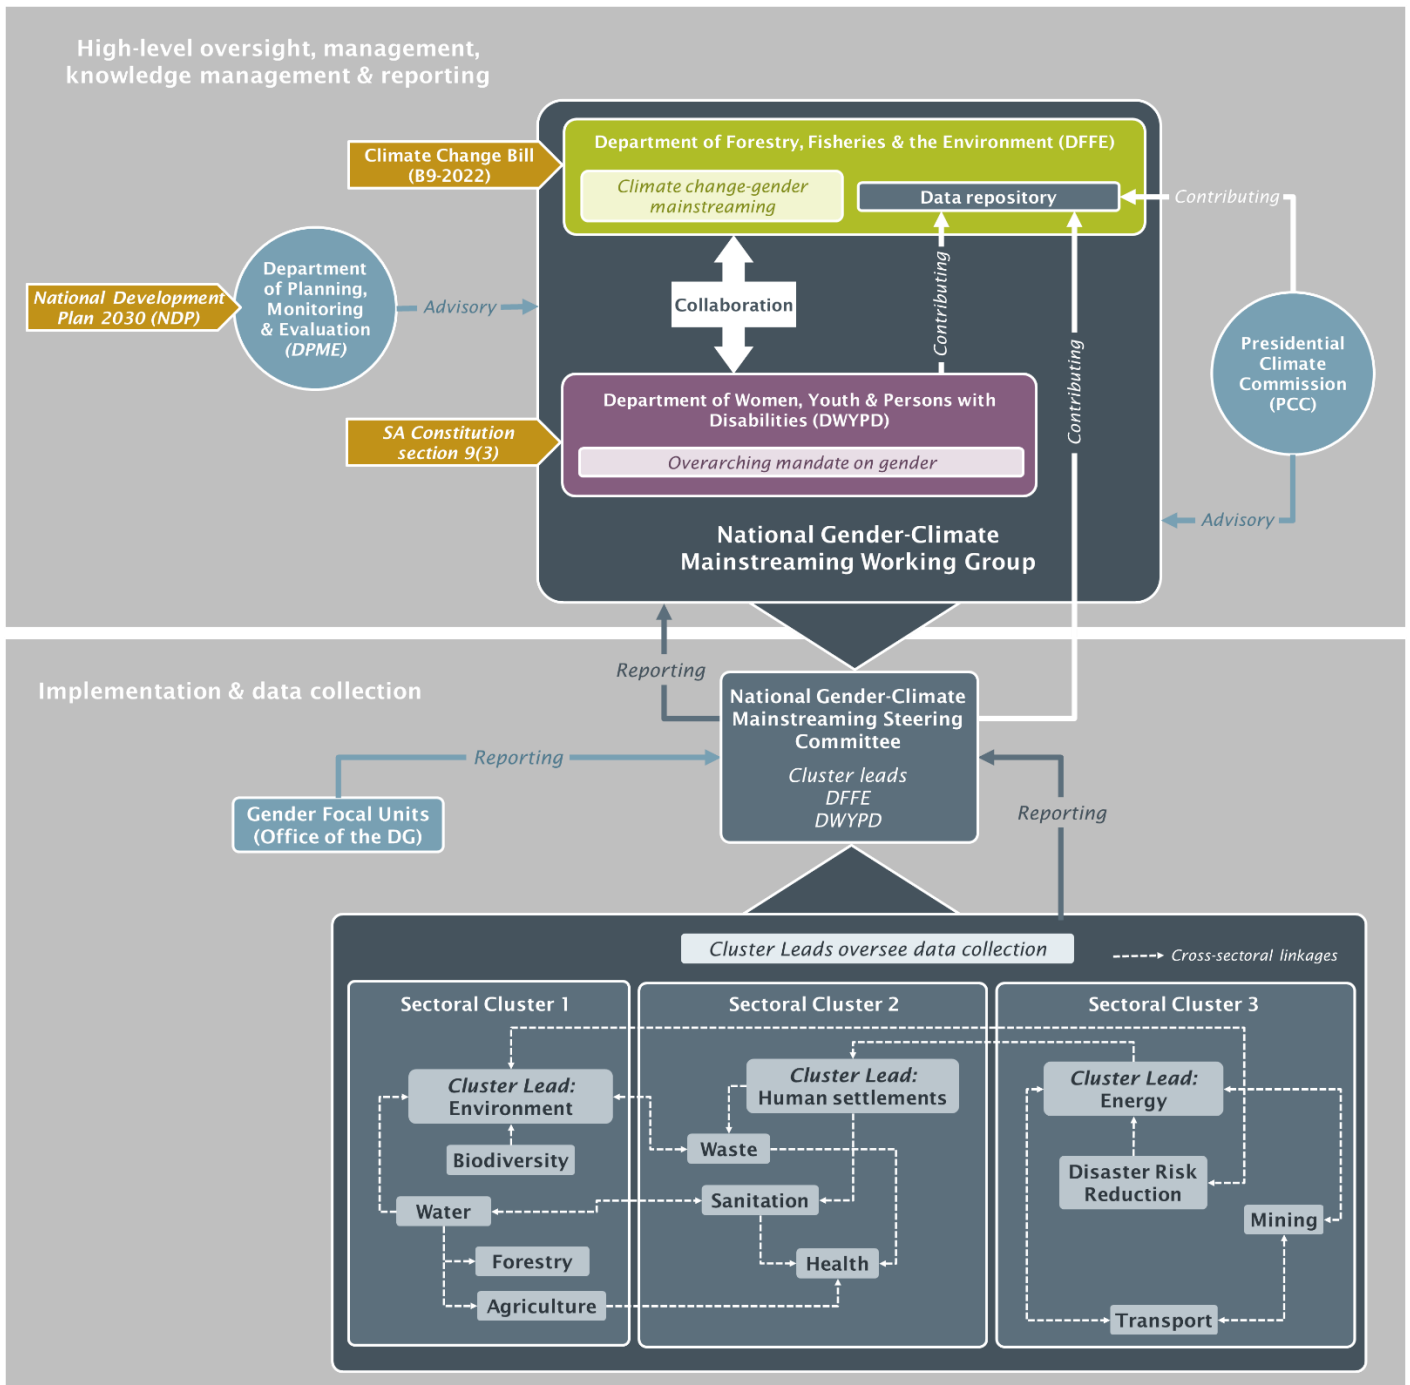 High-level oversight, management,
knowledge management & reporting
Department of Forestry, Fisheries & the Environment (DFFE)
Climate Change Bill
(B9-2022)
Climate change-gender
mainstreaming
Data repository
Contributing
Department
of Planning,
Monitoring
& Evaluation
(DPME)
National Development
Plan 2030 (NDP)
Advisory
Collaboration
Contributing
Contributing
Presidential
Climate
Commission
(PCC)
Department of Women, Youth & Persons with
Disabilities (DWYPD)
SA Constitution
section 9(3)
Overarching mandate on gender
Advisory
National Gender-Climate
Mainstreaming Working Group
Reporting
Implementation & data collection
National Gender-Climate
Mainstreaming Steering
Committee
Cluster leads
DFFE
DWYPD
Reporting
Gender Focal Units
(Office of the DG)
Reporting
Cluster Leads oversee data collection
Cross-sectoral linkages
Sectoral Cluster 1
Cluster Lead:
Environment
Biodiversity
Water
Forestry
Agriculture
Sectoral Cluster 2
Cluster Lead:
Human settlements
Waste
Sanitation
Health
Sectoral Cluster 3
Cluster Lead:
Energy
Disaster Risk
Reduction
Mining
Transport